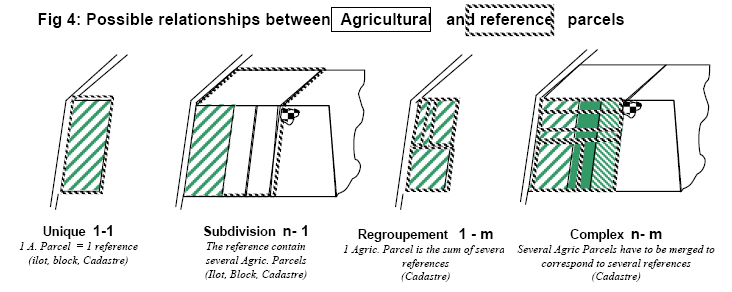 Fig 4: Possible relationships between Agricultural and reference parcels
Unique 1-1
1 A. Parcel = 1 reference
(ilot, block, Cadastre)
Subdivision n- 1
The reference contain
several Agric. Parcels
(Ilot, Block, Cadastre)
Regroupement 1 - m
1 Agric. Parcel is the sum of severa
references
(Cadastre)
Complex n- m
Several Agric Parcels have to be merged to
correspond to several references
(Cadastre)